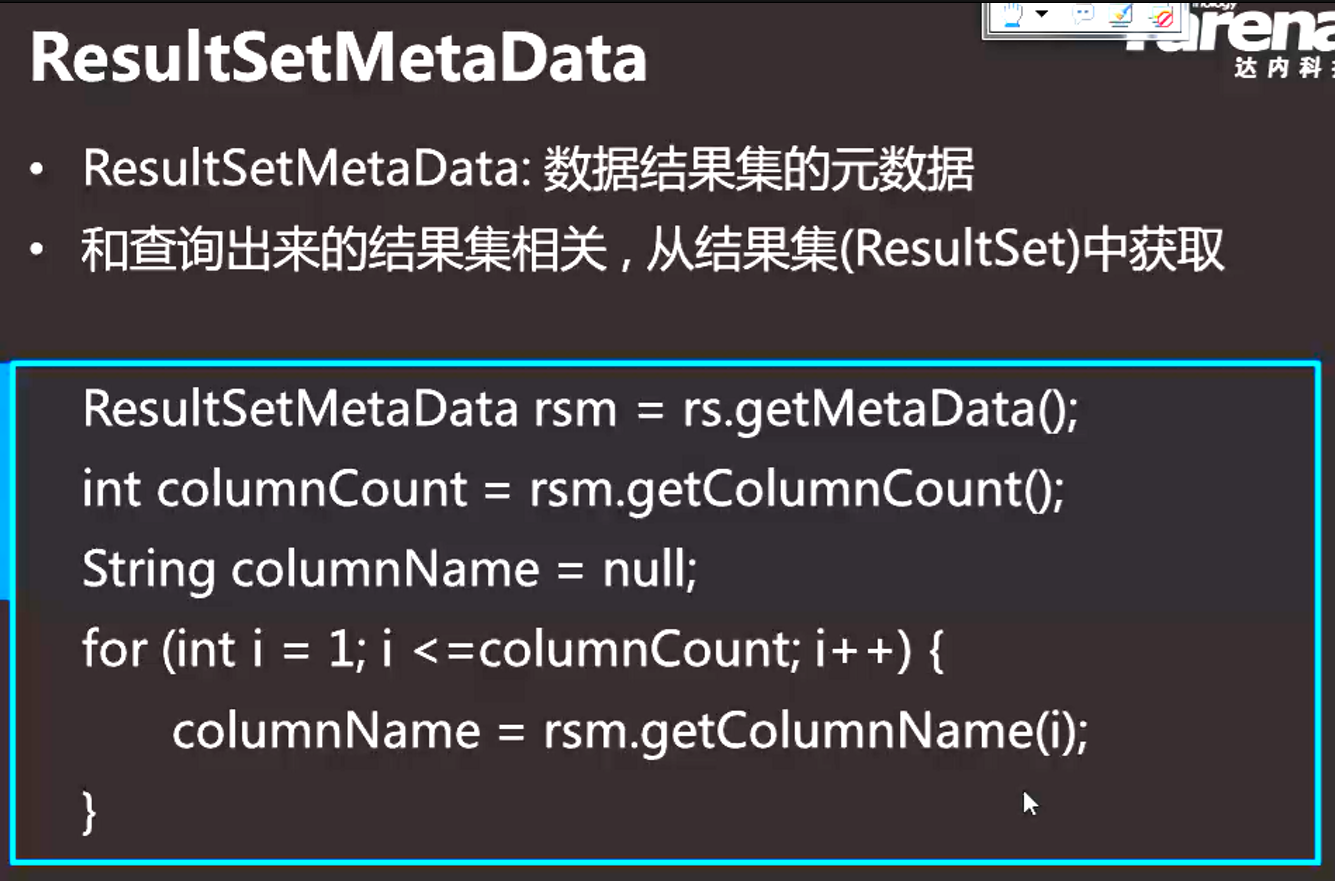 ResultSetMetaData
达内科
• ResultSetMetaData: 数据结果集的元数据
• 和查询出来的结果集相关 , 从结果集(ResultSet)中获取
ResultSetMetaData rsm = rs.getMetaData();
int columnCount = rsm.getColumnCount();
String columnName = null;
for (int i = 1; i <=columnCount; i++) {
columnName = rsm.getColumnName(i);
}